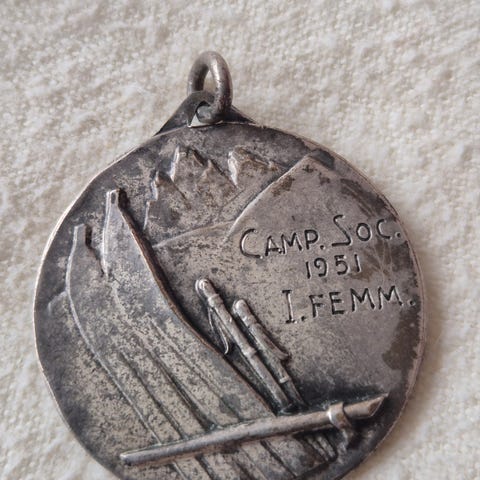 CAMP. SOC.
1951
I. FEMM.